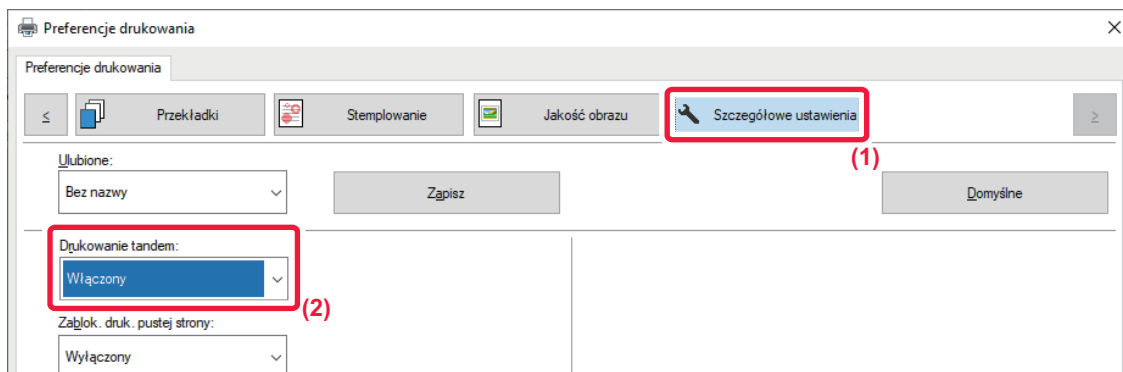 Preferencje drukowania
Preferencje drukowania
< Przekładki Stemplowanie Jakość obrazu Szczegółowe ustawienia >
(1)
Ulubione:
Bez nazwy Zapisz Domyślne
Drukowanie tandem:
Włączony
(2)
Zablok. druk. pustej strony:
Wyłączony